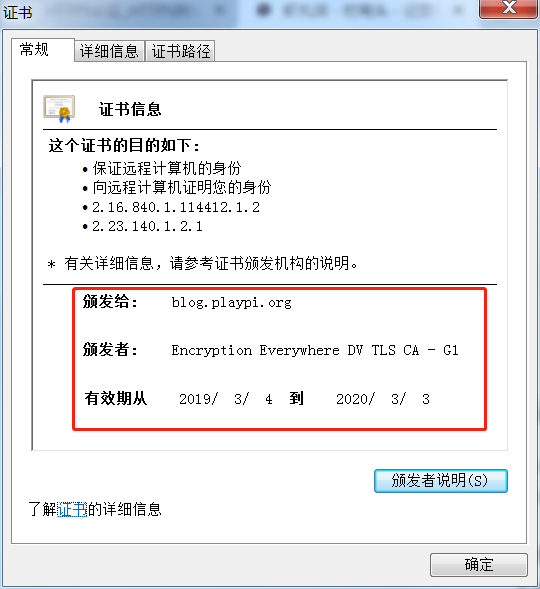 证书
常规
详细信息
证书路径
证书信息
这个证书的目的如下:
• 保证远程计算机的身份
• 向远程计算机证明您的身份
• 2.16.840.1.114412.1.2
• 2.23.140.1.2.1
* 有关详细信息，请参考证书颁发机构的说明。
颁发给: blog.playpi.org
颁发者: Encryption Everywhere DV TLS CA - G1
有效期从 2019/ 3/ 4 到 2020/ 3/ 3
颁发者说明(S)
了解证书的详细信息
确定